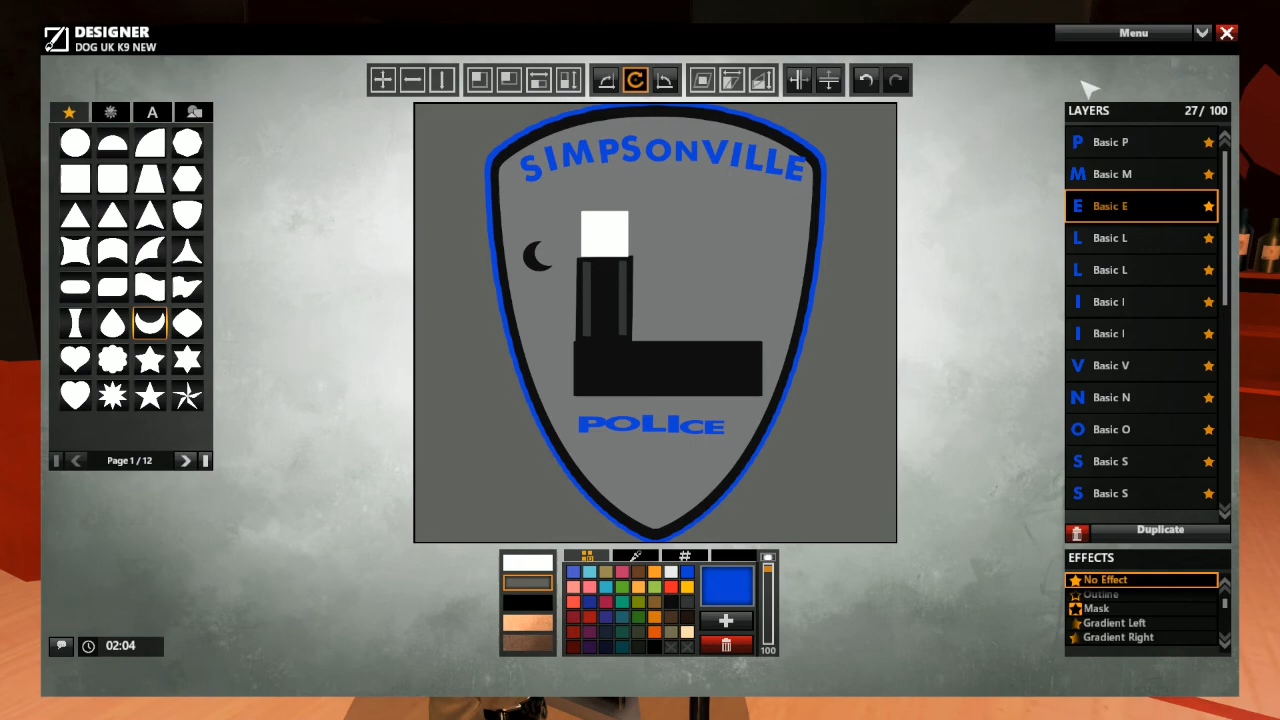 DESIGNER
DOG UK K9 NEW
Menu
A
LAYERS 27/ 100
P Basic P
M Basic M
E Basic E
L Basic L
L Basic L
I Basic I
I Basic I
V Basic V
N Basic N
O Basic O
S Basic S
S Basic S
Duplicate
EFFECTS
No Effect
Outline
Mask
Gradient Left
Gradient Right
SIMPSONVILLE
POLICE
Page 1 / 12
#
100
02:04